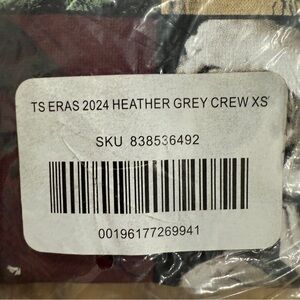 TS ERAS 2024 HEATHER GREY CREW XS
SKU 838536492
00196177269941